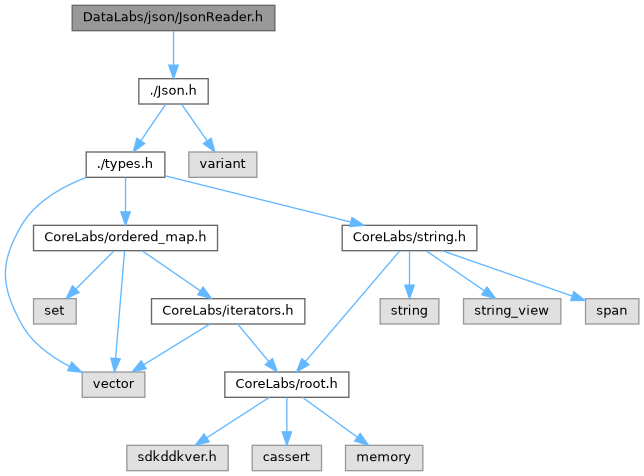 DataLabs/json/JsonReader.h
./Json.h
./types.h
variant
CoreLabs/ordered_map.h
CoreLabs/string.h
set
CoreLabs/iterators.h
string
string_view
span
vector
CoreLabs/root.h
sdkddkver.h
cassert
memory